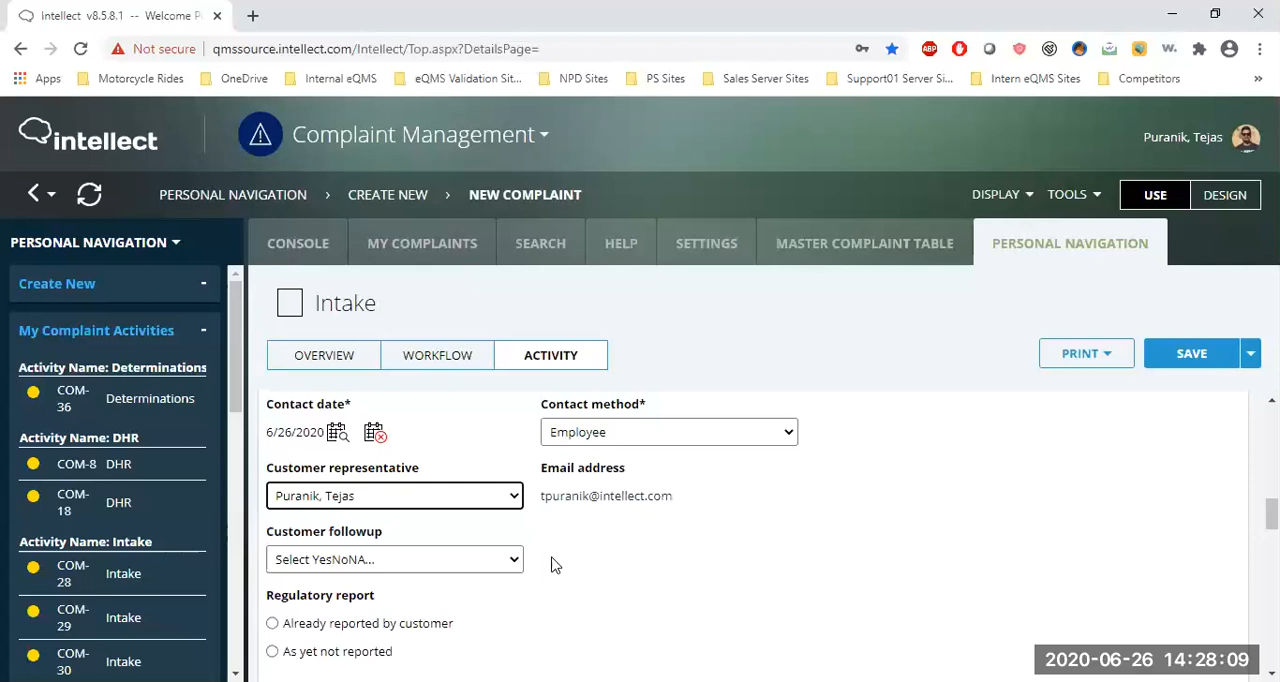 Intellect v8.5.8.1 -- Welcome P
Not secure | qmssource.intellect.com/Intellect/Top.aspx?DetailsPage=
ABP
W.
Apps
Motorcycle Rides
OneDrive
Internal eQMS
eQMS Validation Sit...
NPD Sites
PS Sites
Sales Server Sites
Support01 Server Si...
Intern eQMS Sites
Competitors
»
intellect
Complaint Management
Puranik, Tejas
PERSONAL NAVIGATION › CREATE NEW › NEW COMPLAINT
DISPLAY
TOOLS
USE
DESIGN
PERSONAL NAVIGATION
CONSOLE
MY COMPLAINTS
SEARCH
HELP
SETTINGS
MASTER COMPLAINT TABLE
PERSONAL NAVIGATION
Create New -
My Complaint Activities -
Activity Name: Determinations
COM-
36
Determinations
Activity Name: DHR
COM-8 DHR
COM-
18
DHR
Activity Name: Intake
COM-
28
Intake
COM-
29
Intake
COM-
30
Intake
Intake
OVERVIEW
WORKFLOW
ACTIVITY
PRINT
SAVE
Contact date*
6/26/2020
Contact method*
Employee
Customer representative
Puranik, Tejas
Email address
tpuranik@intellect.com
Customer followup
Select YesNoNA...
Regulatory report
Already reported by customer
As yet not reported
2020-06-26 14:28:09